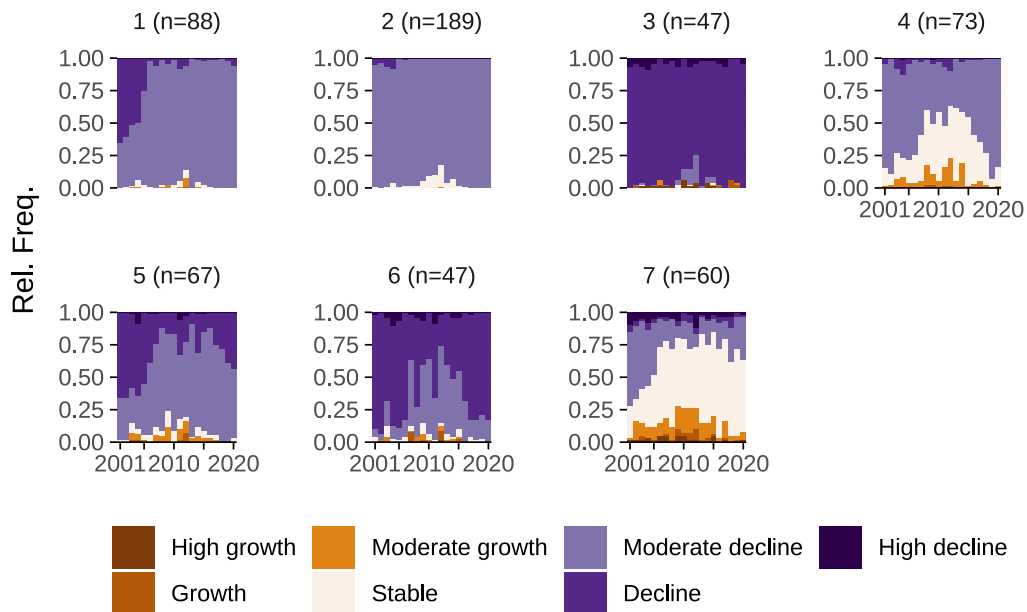 1 (n=88) 2 (n=189) 3 (n=47) 4 (n=73)
1.00 1.00 1.00 1.00
0.75 0.75 0.75 0.75
0.50 0.50 0.50 0.50
0.25 0.25 0.25 0.25
0.00 0.00 0.00 0.00
2001 2010 2020
Rel. Freq.
5 (n=67) 6 (n=47) 7 (n=60)
1.00 1.00 1.00
0.75 0.75 0.75
0.50 0.50 0.50
0.25 0.25 0.25
0.00 0.00 0.00
2001 2010 2020 2001 2010 2020 2001 2010 2020
High growth Moderate growth Moderate decline High decline
Growth Stable Decline